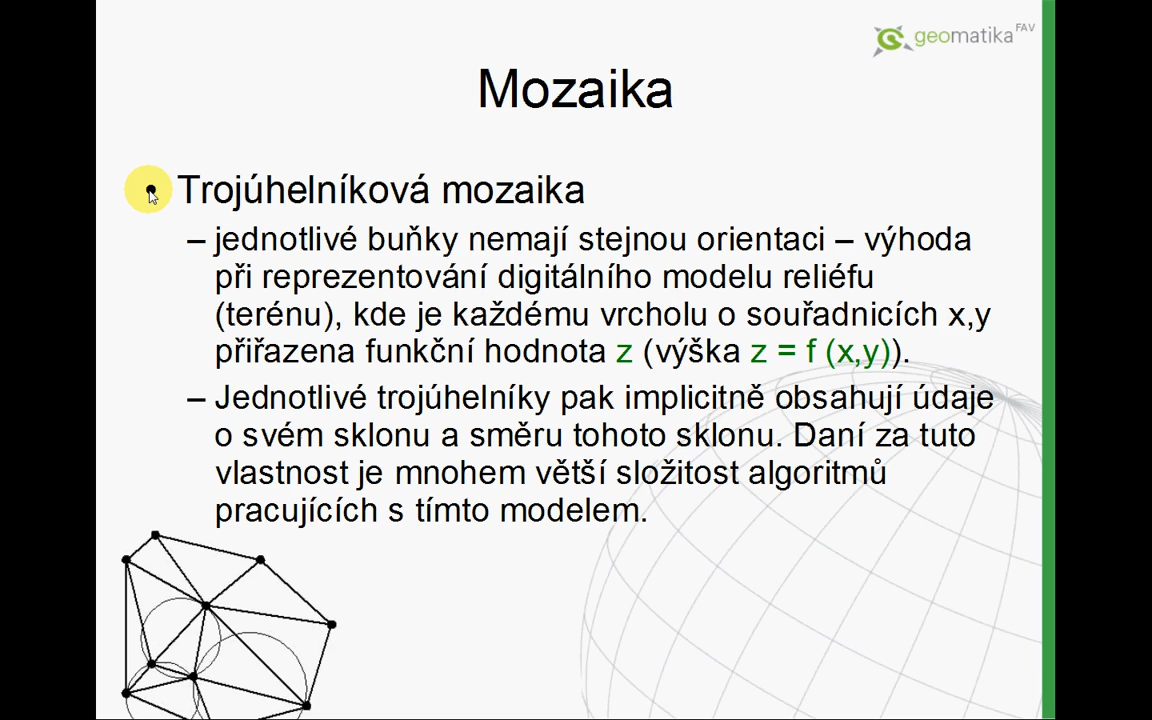 geomatika FAV
Mozaika
• Trojúhelníková mozaika
– jednotlivé buňky nemají stejnou orientaci – výhoda
při reprezentování digitálního modelu reliéfu
(terénu), kde je každému vrcholu o souřadnicích x,y
přiřazena funkční hodnota z (výška z = f (x,y)).
– Jednotlivé trojúhelníky pak implicitně obsahují údaje
o svém sklonu a směru tohoto sklonu. Daní za tuto
vlastnost je mnohem větší složitost algoritmů
pracujících s tímto modelem.